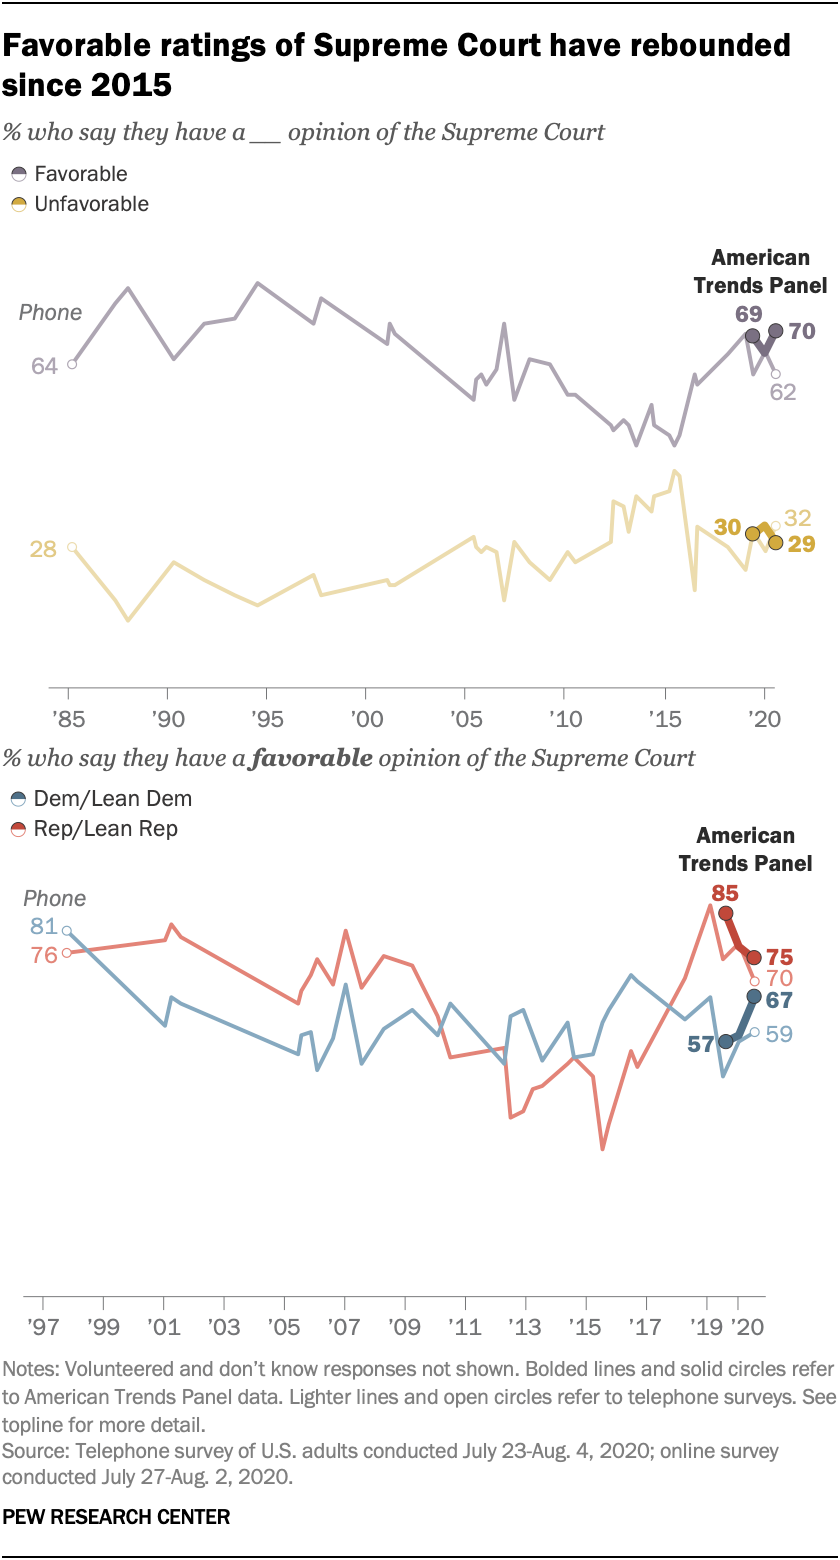 Favorable ratings of Supreme Court have rebounded
since 2015
% who say they have a ___ opinion of the Supreme Court
Favorable
Unfavorable
American
Trends Panel
Phone
69
70
64
62
32
30
29
28
’85 ’90 ’95 ’00 ’05 ’10 ’15 ’20
% who say they have a favorable opinion of the Supreme Court
Dem/Lean Dem
Rep/Lean Rep
American
Trends Panel
Phone
85
81
76
75
70
67
59
57
’97 ’99 ’01 ’03 ’05 ’07 ’09 ’11 ’13 ’15 ’17 ’19 ’20
Notes: Volunteered and don’t know responses not shown. Bolded lines and solid circles refer
to American Trends Panel data. Lighter lines and open circles refer to telephone surveys. See
topline for more detail.
Source: Telephone survey of U.S. adults conducted July 23-Aug. 4, 2020; online survey
conducted July 27-Aug. 2, 2020.
PEW RESEARCH CENTER